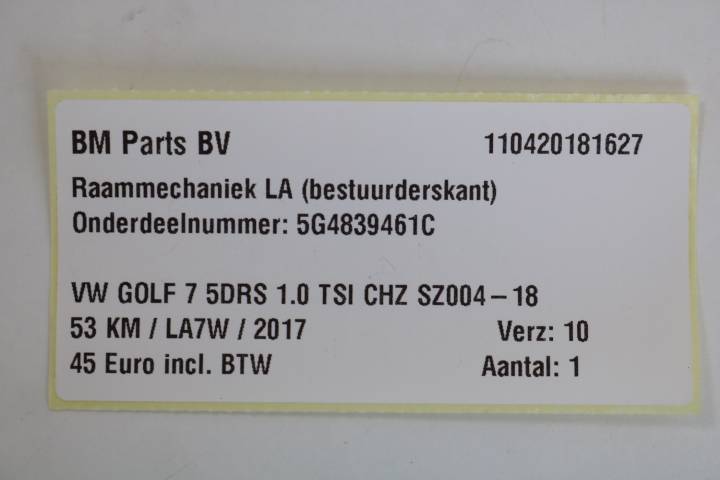 BM Parts BV 110420181627
Raammechaniek LA (bestuurderskant)
Onderdeelnummer: 5G4839461C
VW GOLF 7 5DRS 1.0 TSI CHZ SZ004-18
53 KM / LA7W / 2017 Verz: 10
45 Euro incl. BTW Aantal: 1